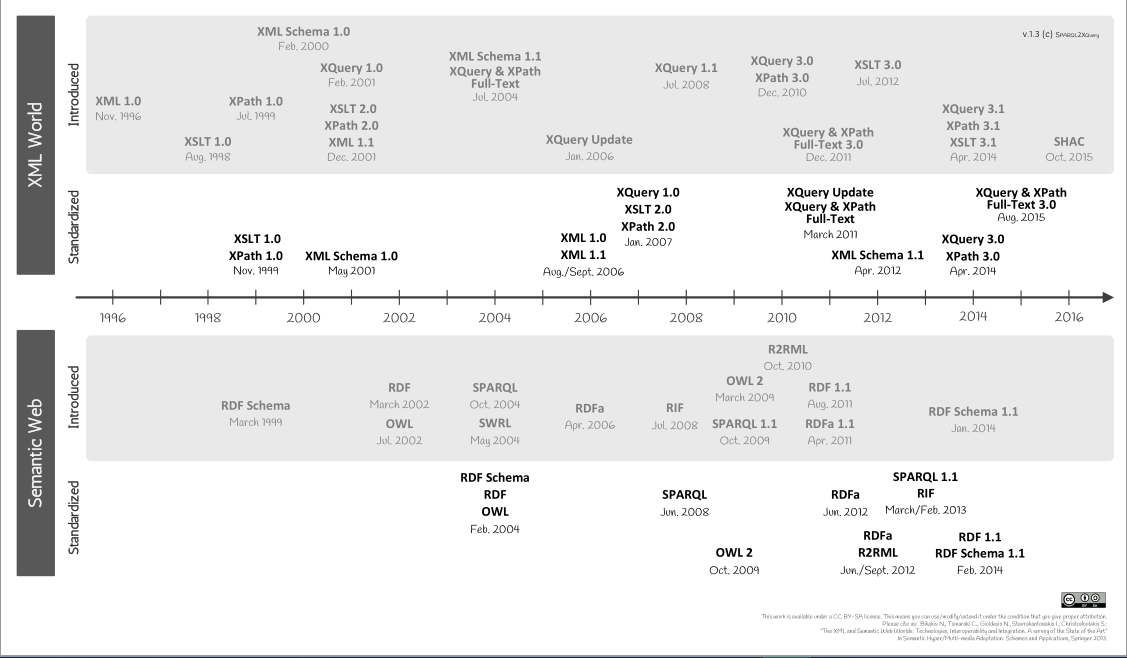 XML World
Introduced
XML Schema 1.0
Feb. 2000
v.1.3 (c) SPARQL2XQuery
XML Schema 1.1
XQuery & XPath
Full-Text
Jul. 2004
XQuery 1.0
Feb. 2001
XQuery 1.1
Jul. 2008
XQuery 3.0
XPath 3.0
Dec. 2010
XSLT 3.0
Jul. 2012
XML 1.0
Nov. 1996
XPath 1.0
Jul. 1999
XSLT 2.0
XPath 2.0
XML 1.1
Dec. 2001
XQuery 3.1
XPath 3.1
XSLT 3.1
Apr. 2014
XSLT 1.0
Aug. 1998
XQuery Update
Jan. 2006
XQuery & XPath
Full-Text 3.0
Dec. 2011
SHAC
Oct. 2015
Standardized
XQuery 1.0
XSLT 2.0
XPath 2.0
Jan. 2007
XQuery Update
XQuery & XPath
Full-Text
March 2011
XQuery & XPath
Full-Text 3.0
Aug. 2015
XSLT 1.0
XPath 1.0
Nov. 1999
XML Schema 1.0
May 2001
XML 1.0
XML 1.1
Aug./Sept. 2006
XML Schema 1.1
Apr. 2012
XQuery 3.0
XPath 3.0
Apr. 2014
1996 1998 2000 2002 2004 2006 2008 2010 2012 2014 2016
Semantic Web
Introduced
R2RML
Oct. 2010
RDF Schema
March 1999
RDF
March 2002
OWL
Jul. 2002
SPARQL
Oct. 2004
SWRL
May 2004
RDFa
Apr. 2006
RIF
Jul. 2008
OWL 2
March 2009
SPARQL 1.1
Oct. 2009
RDF 1.1
Aug. 2011
RDFa 1.1
Apr. 2011
RDF Schema 1.1
Jan. 2014
Standardized
RDF Schema
RDF
OWL
Feb. 2004
SPARQL
Jun. 2008
RDFa
Jun. 2012
SPARQL 1.1
RIF
March/Feb. 2013
OWL 2
Oct. 2009
RDFa
R2RML
Jun./Sept. 2012
RDF 1.1
RDF Schema 1.1
Feb. 2014
cc BY SA
This work is available under a CC BY-SA license. This means you can use/modify/extend it under the condition that you give proper attribution.
Please cite as: Bikakis N., Tsinaraki C., Gioldasis N., Stavrakantonakis I., Christodoulakis S.:
"The XML and Semantic Web Worlds: Technologies, Interoperability and Integration. A survey of the State of the Art"
In Semantic Hyper/Multi-media Adaptation: Schemes and Applications, Springer 2013.